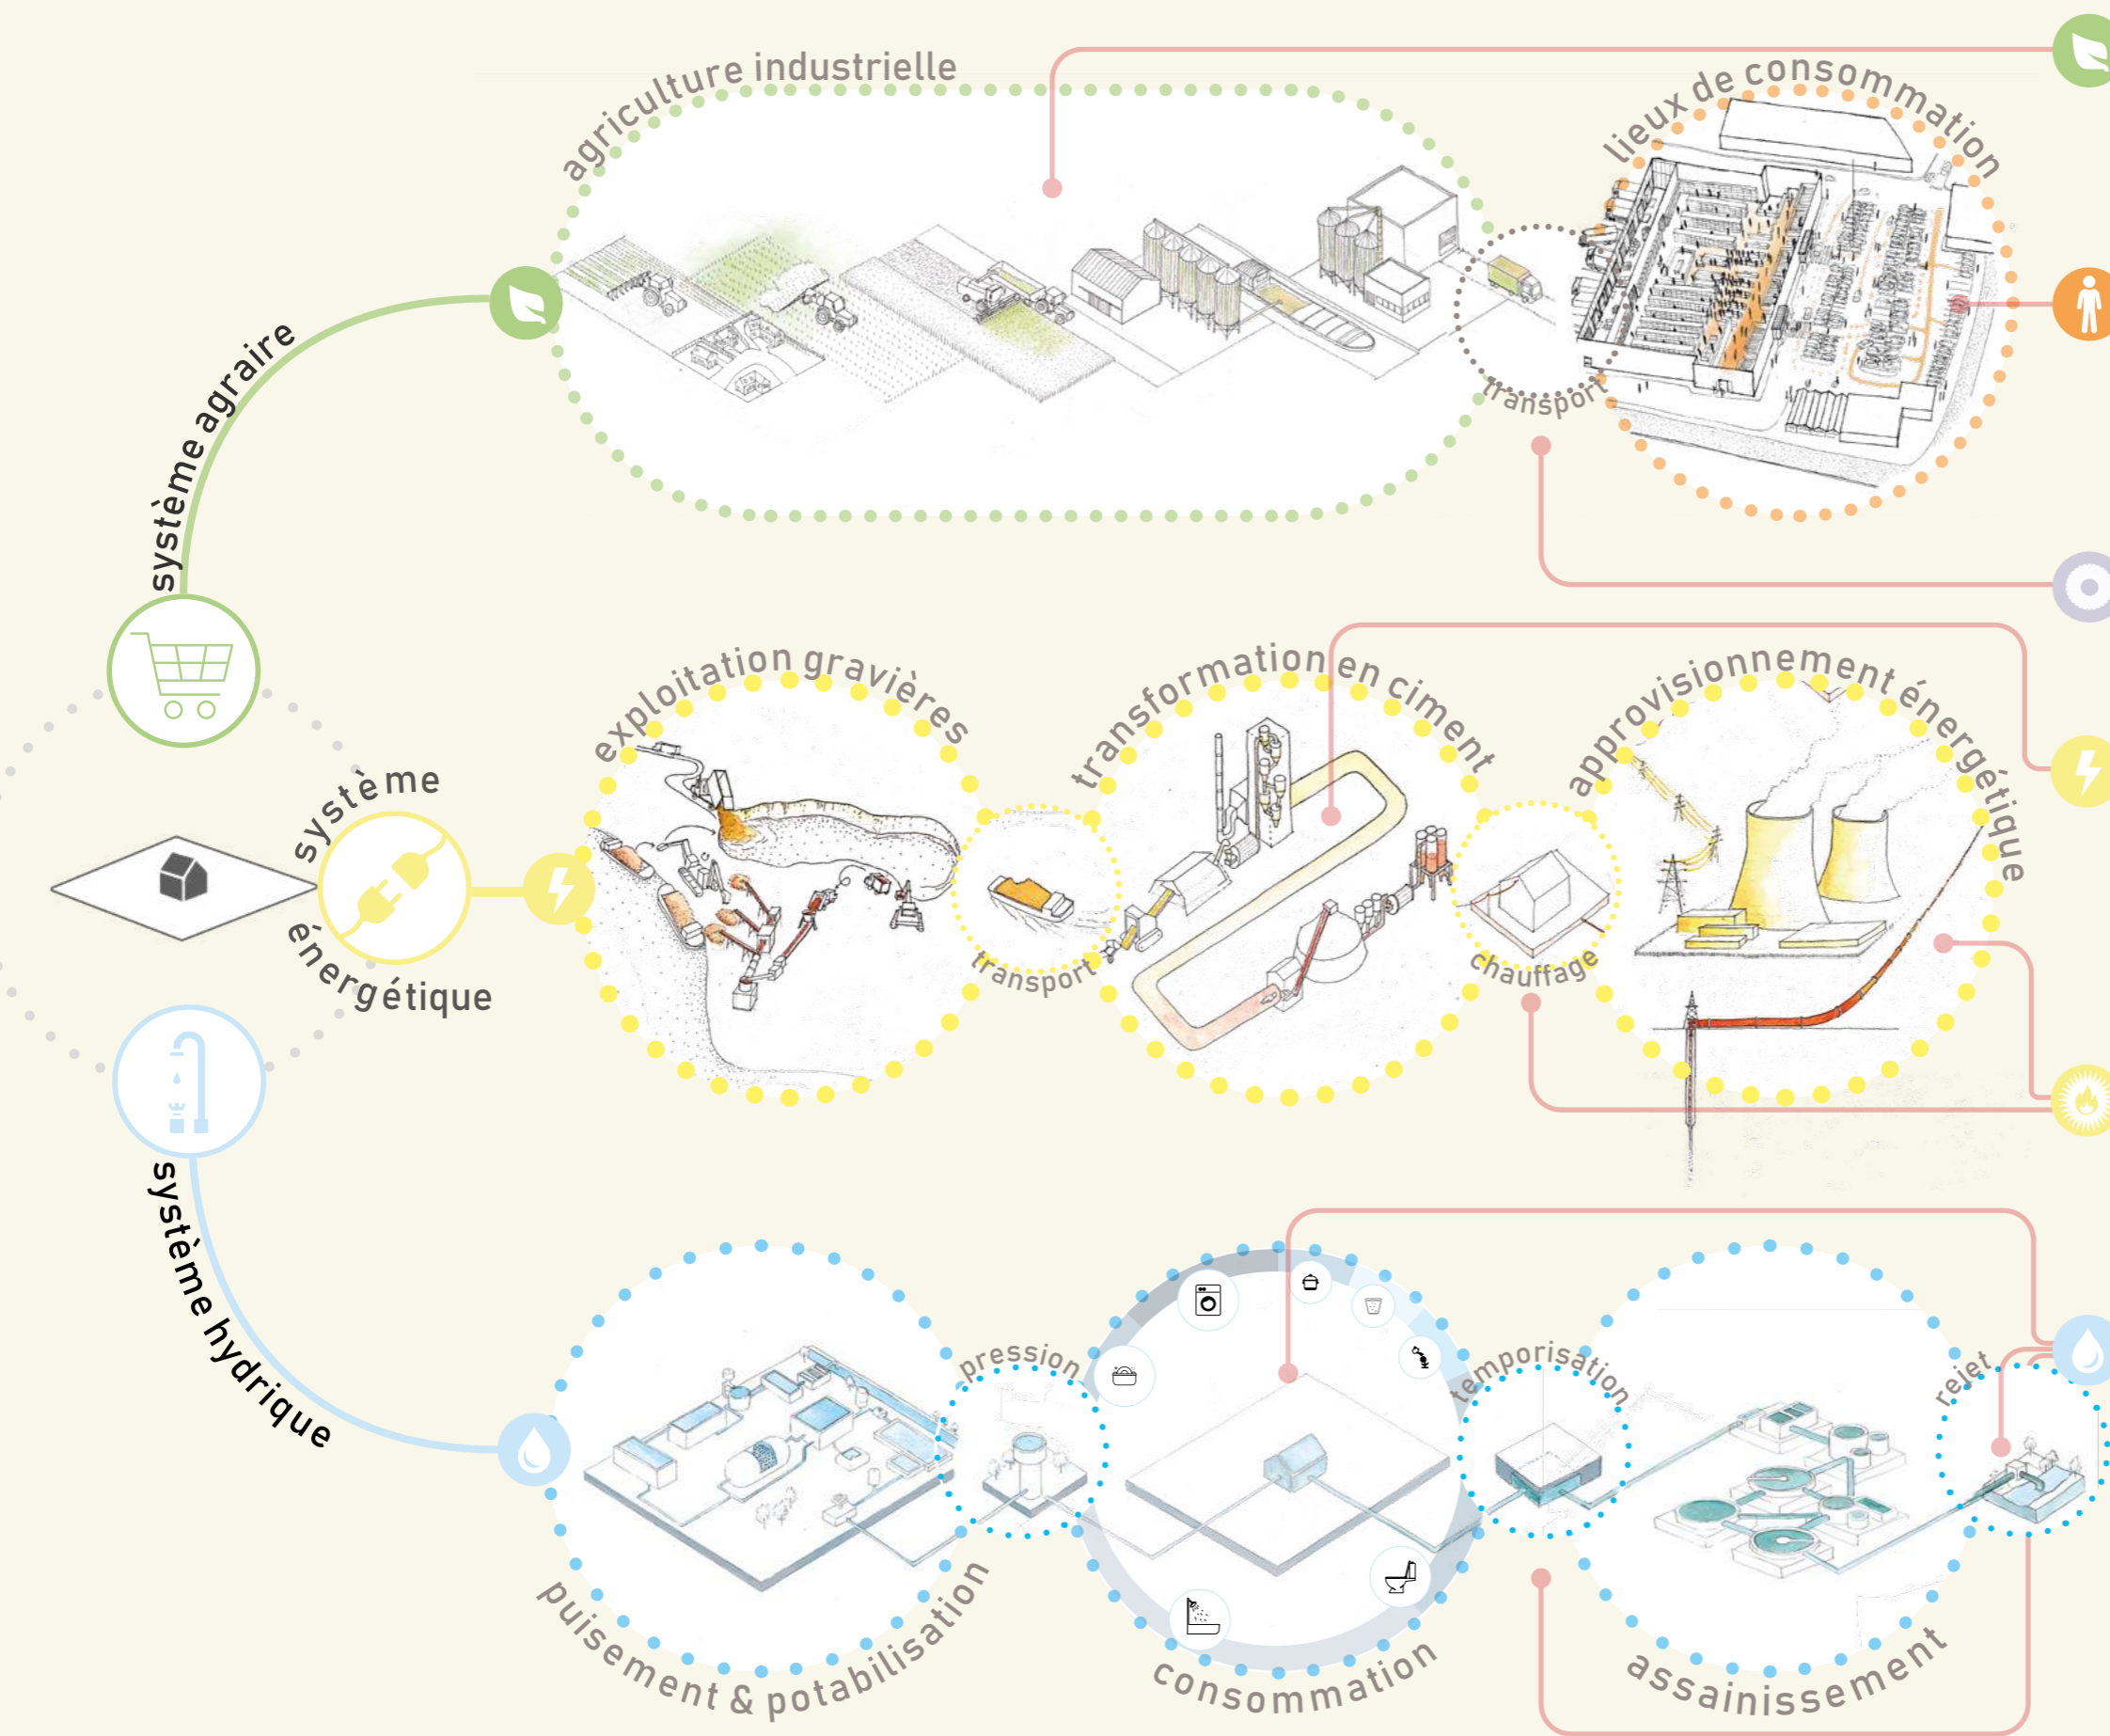 agriculture industrielle
lieux de consommation
transport
système agraire
exploitation gravières
transformation en ciment
approvisionnement énergétique
système
énergétique
transport
chauffage
système hydrique
pression
temporisation
rejet
puisement & potabilisation
consommation
assainissement